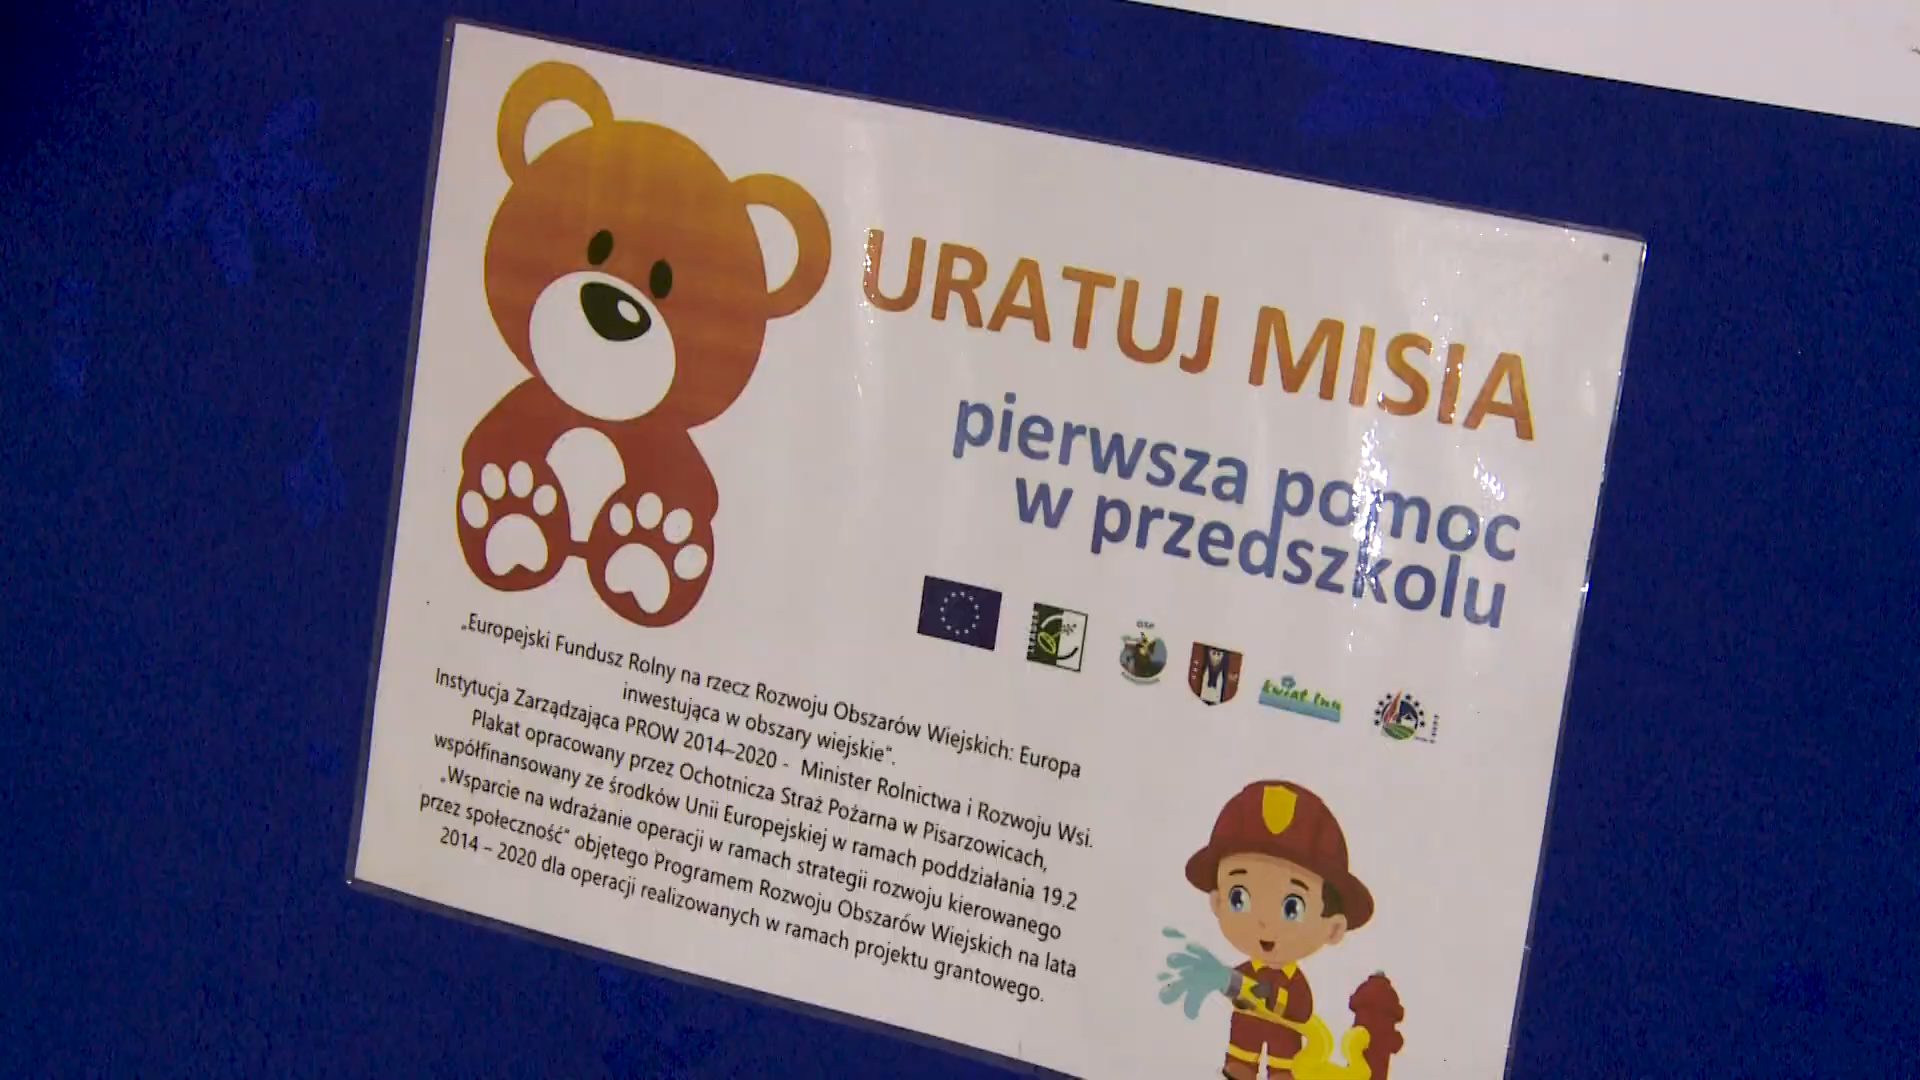 URATUJ MISIA
pierwsza pomoc
w przedszkolu
„Europejski Fundusz Rolny na rzecz Rozwoju Obszarów Wiejskich: Europa
inwestująca w obszary wiejskie".
Instytucja Zarządzająca PROW 2014–2020 - Minister Rolnictwa i Rozwoju Wsi.
Plakat opracowany przez Ochotnicza Straż Pożarna w Pisarzowicach,
współfinansowany ze środków Unii Europejskiej w ramach poddziałania 19.2
„Wsparcie na wdrażanie operacji w ramach strategii rozwoju kierowanego
przez społeczność" objętego Programem Rozwoju Obszarów Wiejskich na lata
2014 – 2020 dla operacji realizowanych w ramach projektu grantowego.
OSP